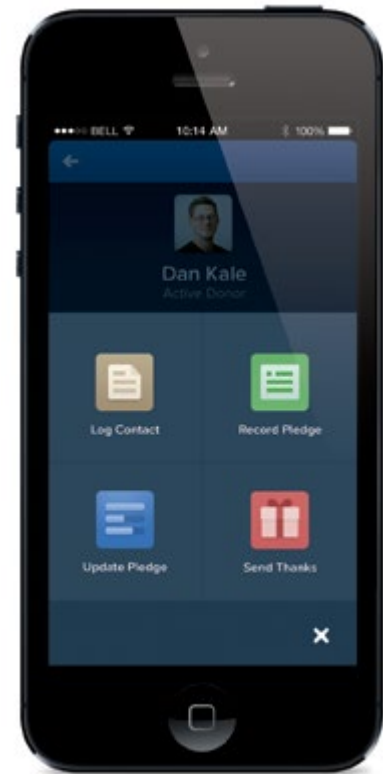 BELL 10:14 AM 100%
Dan Kale
Active Donor
Log Contact Record Pledge
Update Pledge Send Thanks